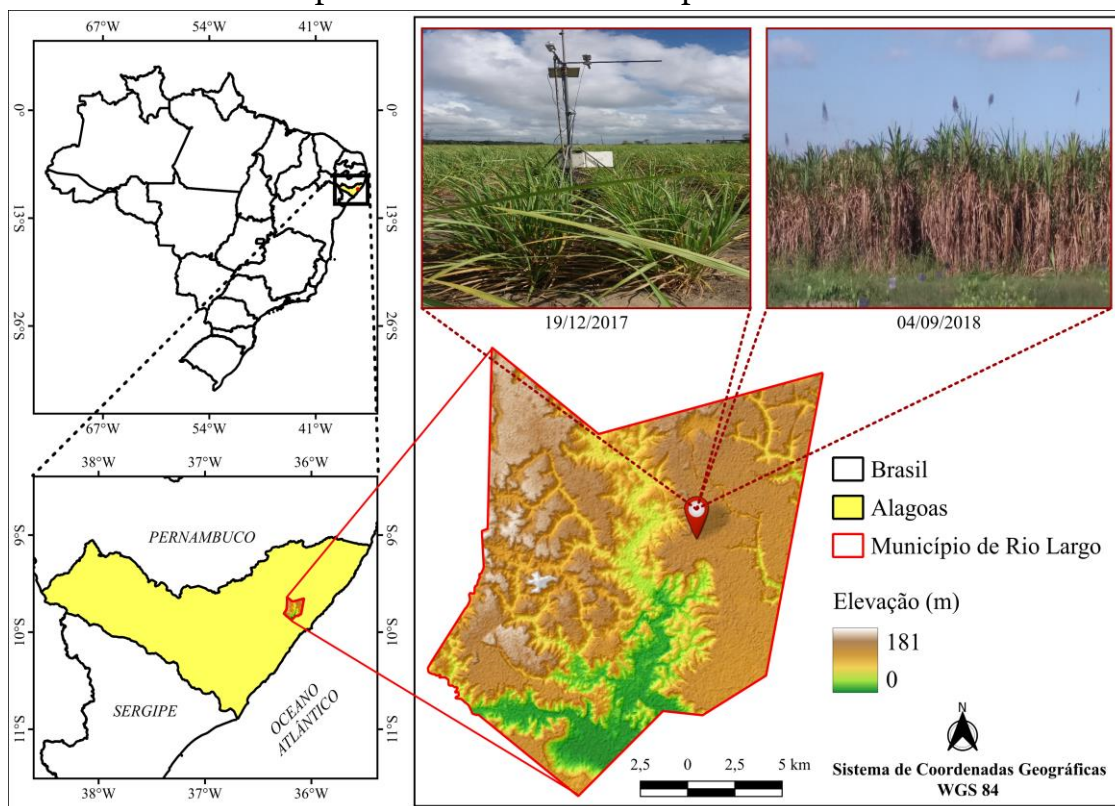 67°W 54°W 41°W
0° 0°
13°S 13°S
26°S 26°S
67°W 54°W 41°W
38°W 37°W 36°W
9°S 9°S
10°S 10°S
11°S 11°S
38°W 37°W 36°W
PERNAMBUCO
SERGIPE
OCEANO
ATLÂNTICO
19/12/2017
04/09/2018
Brasil
Alagoas
Município de Rio Largo
Elevação (m)
181
0
N
2,5 0 2,5 5 km
Sistema de Coordenadas Geográficas
WGS 84